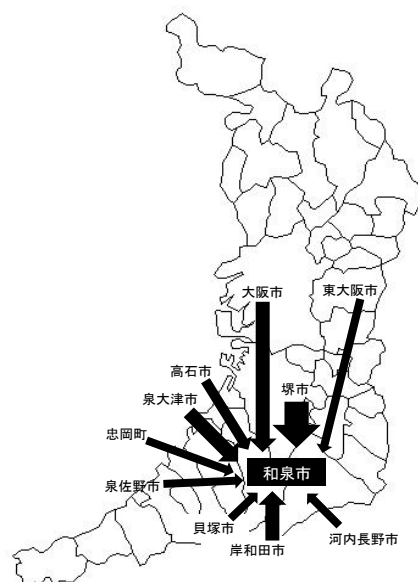 大阪市
東大阪市
高石市
堺市
泉大津市
忠岡町
和泉市
泉佐野市
貝塚市
河内長野市
岸和田市